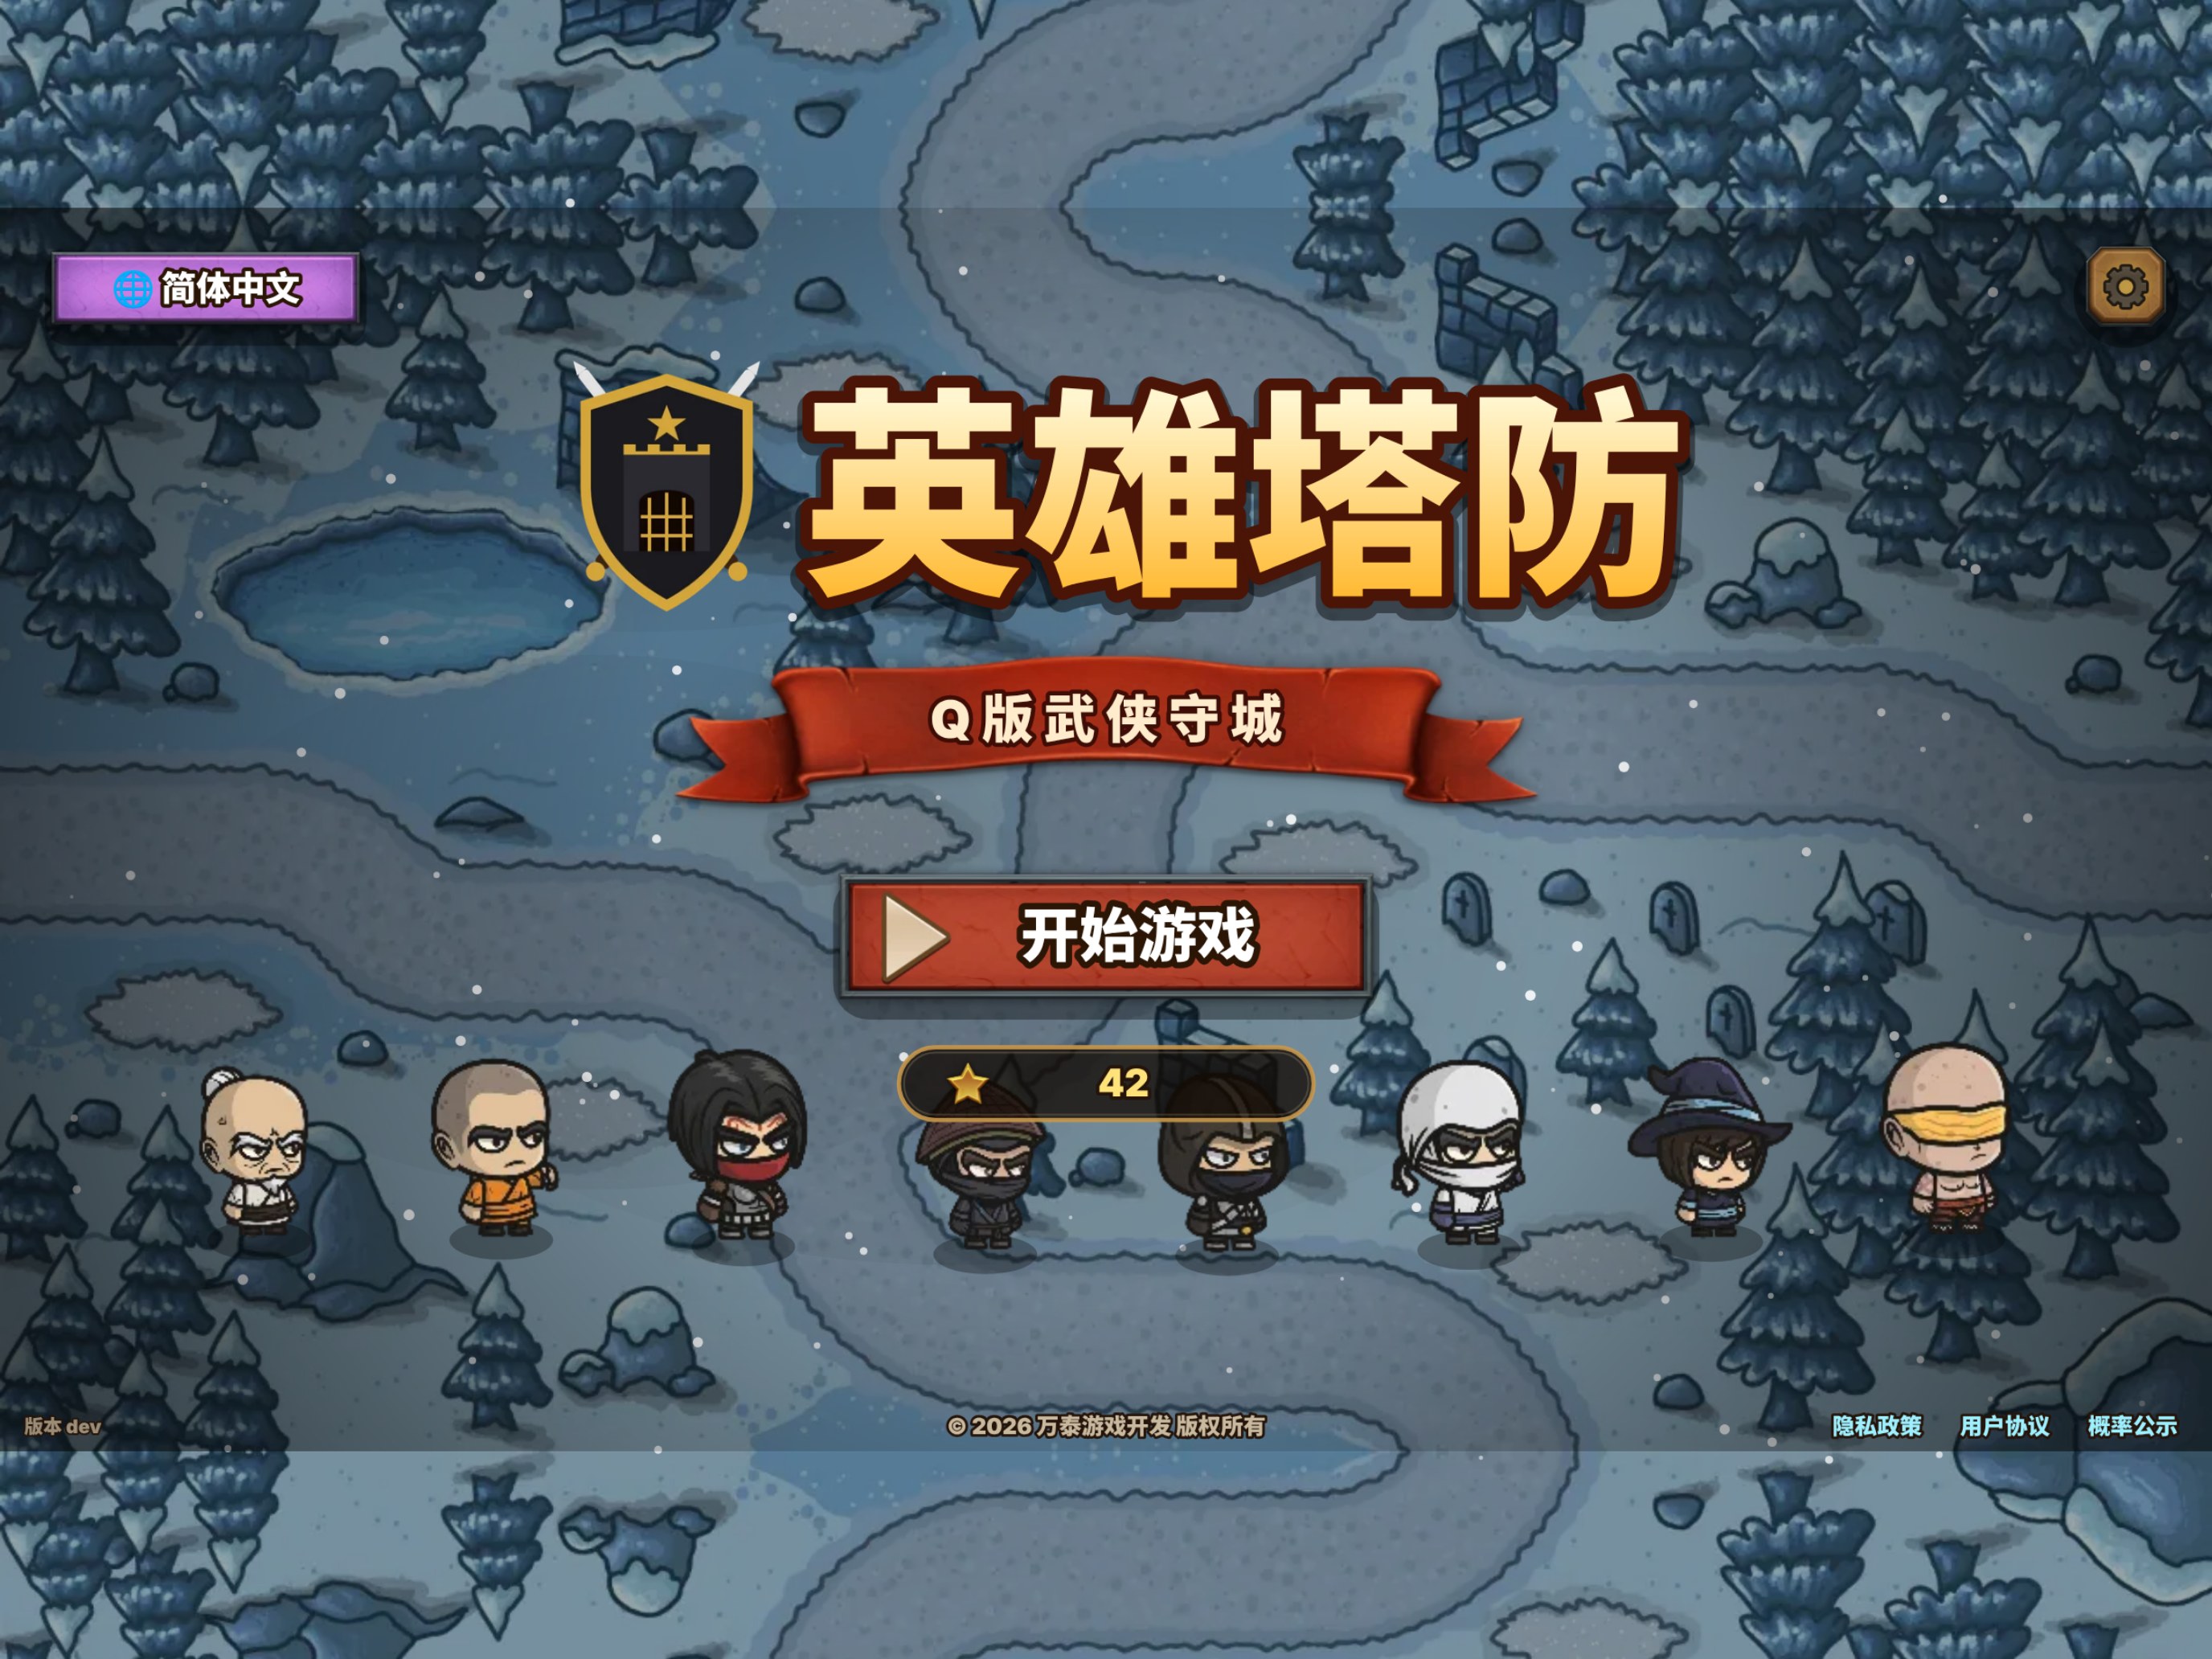 简体中文
英雄塔防
Q版武侠守城
开始游戏
42
版本 dev
© 2026 万泰游戏开发 版权所有
隐私政策 用户协议 概率公示